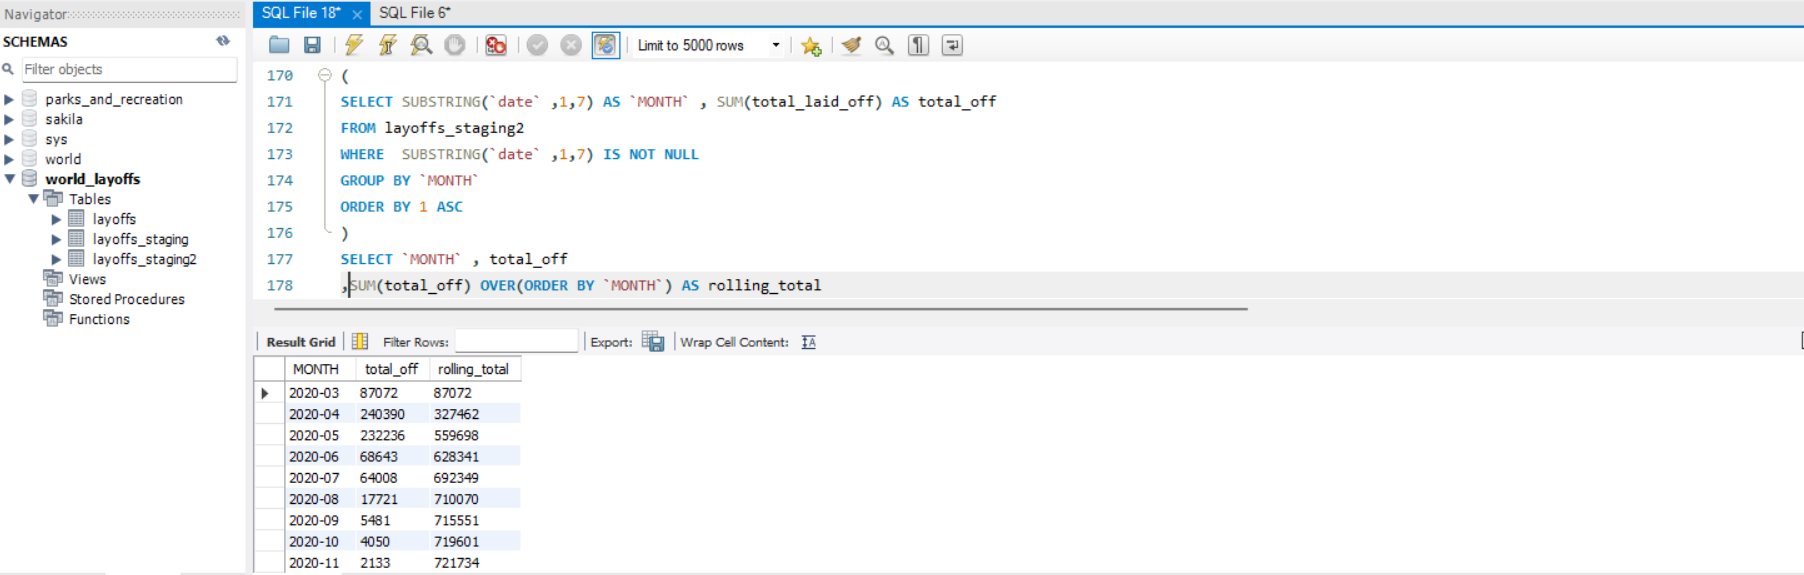 Navigator
SCHEMAS
Filter objects
parks_and_recreation
sakila
sys
world
world_layoffs
Tables
layoffs
layoffs_staging
layoffs_staging2
Views
Stored Procedures
Functions
SQL File 18* SQL File 6*
Limit to 5000 rows
170 (
171 SELECT SUBSTRING(`date` ,1,7) AS `MONTH` , SUM(total_laid_off) AS total_off
172 FROM layoffs_staging2
173 WHERE  SUBSTRING(`date` ,1,7) IS NOT NULL
174 GROUP BY `MONTH`
175 ORDER BY 1 ASC
176 )
177 SELECT `MONTH` , total_off
178 ,SUM(total_off) OVER(ORDER BY `MONTH`) AS rolling_total
Result Grid Filter Rows: Export: Wrap Cell Content:
MONTH total_off rolling_total
2020-03 87072 87072
2020-04 240390 327462
2020-05 232236 559698
2020-06 68643 628341
2020-07 64008 692349
2020-08 17721 710070
2020-09 5481 715551
2020-10 4050 719601
2020-11 2133 721734